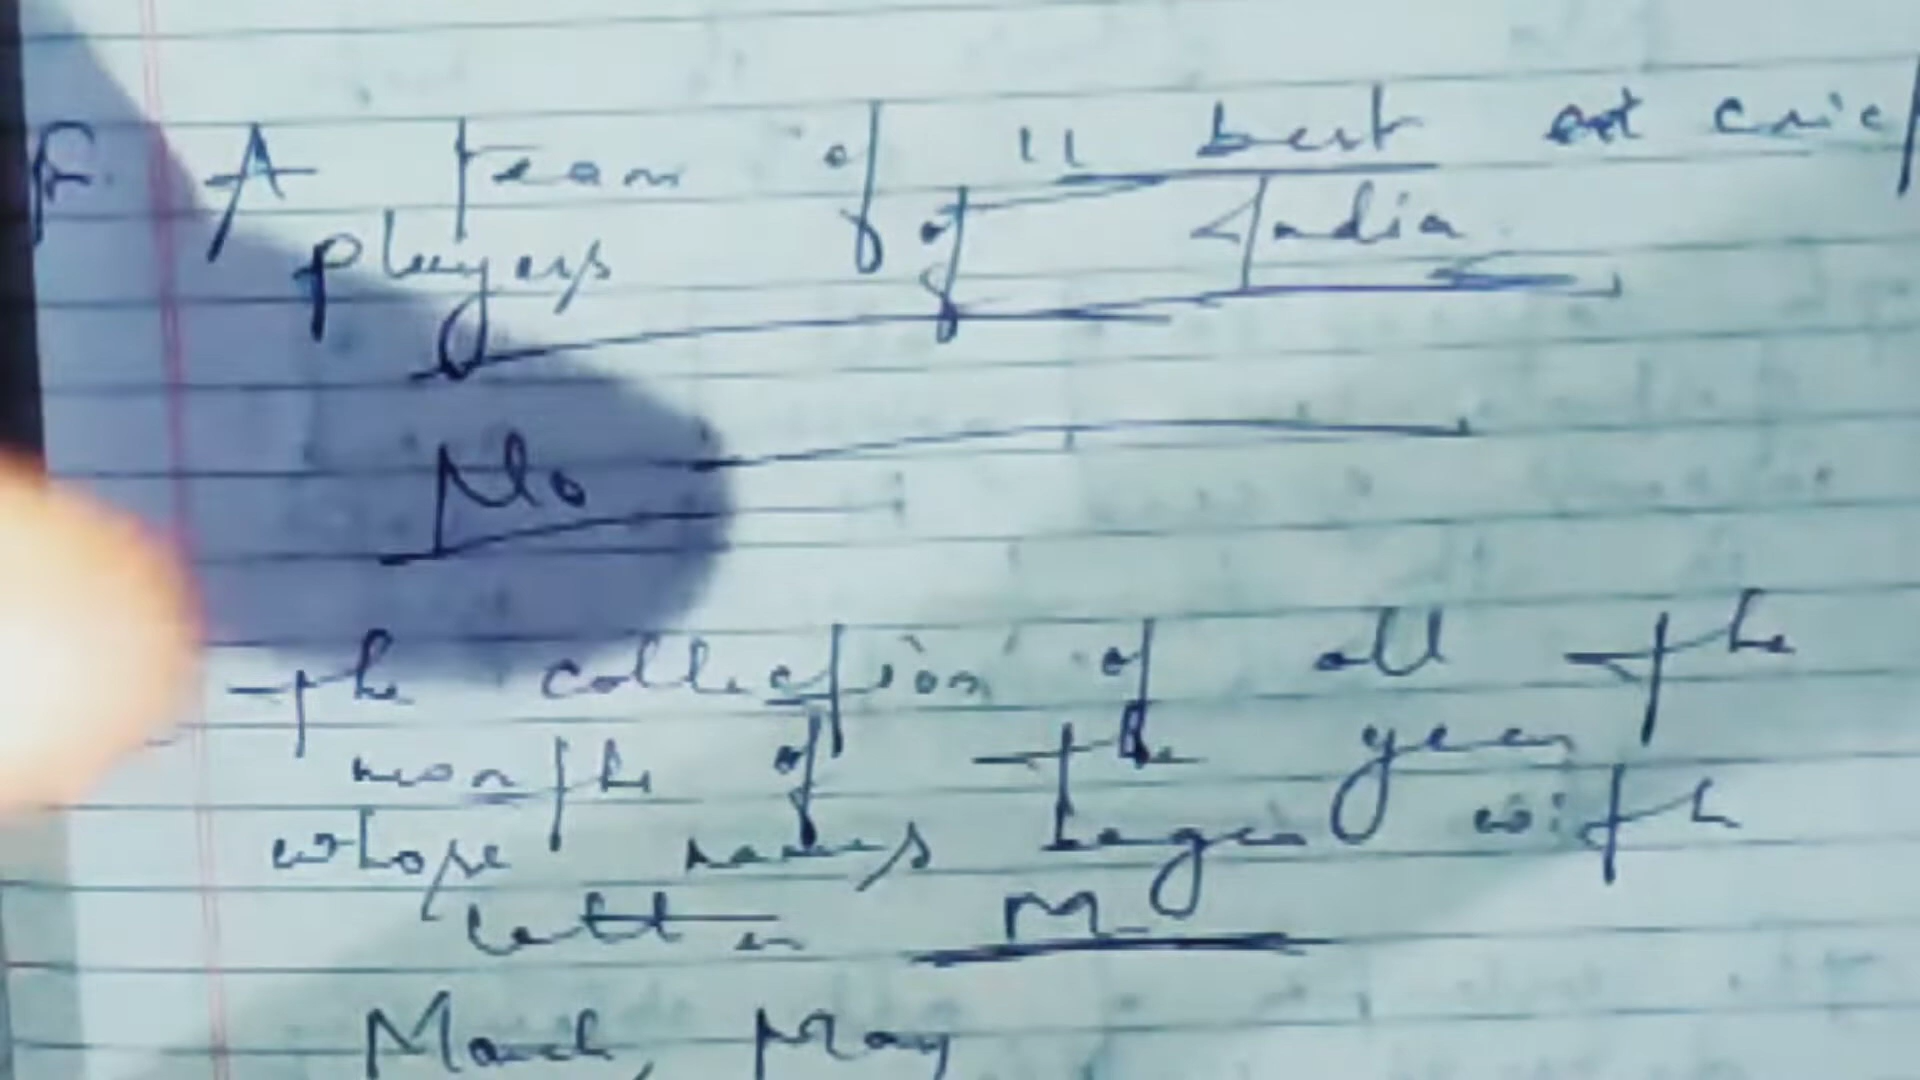 F. A team of 11 best cric
players of India.
No
the collection of all the
months of the year
whose names began with
letter M
March, May